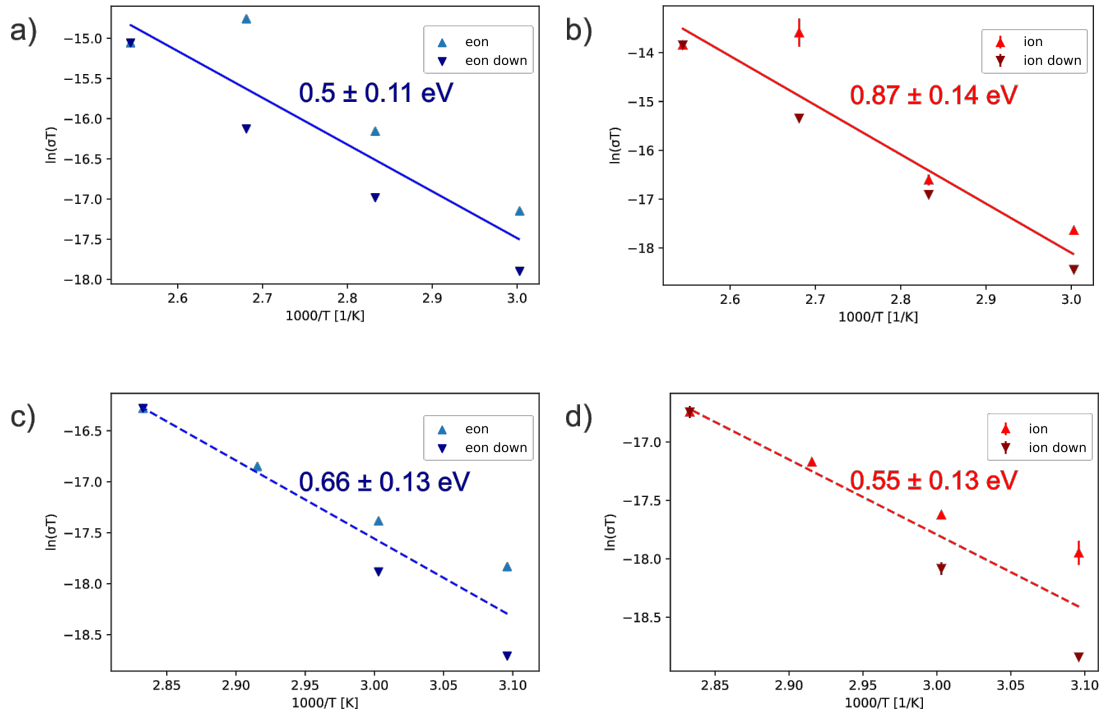 a)
−15.0
−15.5
−16.0
−16.5
−17.0
−17.5
−18.0
ln(σT)
eon
eon down
0.5 ± 0.11 eV
2.6 2.7 2.8 2.9 3.0
1000/T [1/K]
b)
−14
−15
−16
−17
−18
ln(σT)
ion
ion down
0.87 ± 0.14 eV
2.6 2.7 2.8 2.9 3.0
1000/T [1/K]
c)
−16.5
−17.0
−17.5
−18.0
−18.5
ln(σT)
eon
eon down
0.66 ± 0.13 eV
2.85 2.90 2.95 3.00 3.05 3.10
1000/T [K]
d)
−17.0
−17.5
−18.0
−18.5
ln(σT)
ion
ion down
0.55 ± 0.13 eV
2.85 2.90 2.95 3.00 3.05 3.10
1000/T [1/K]